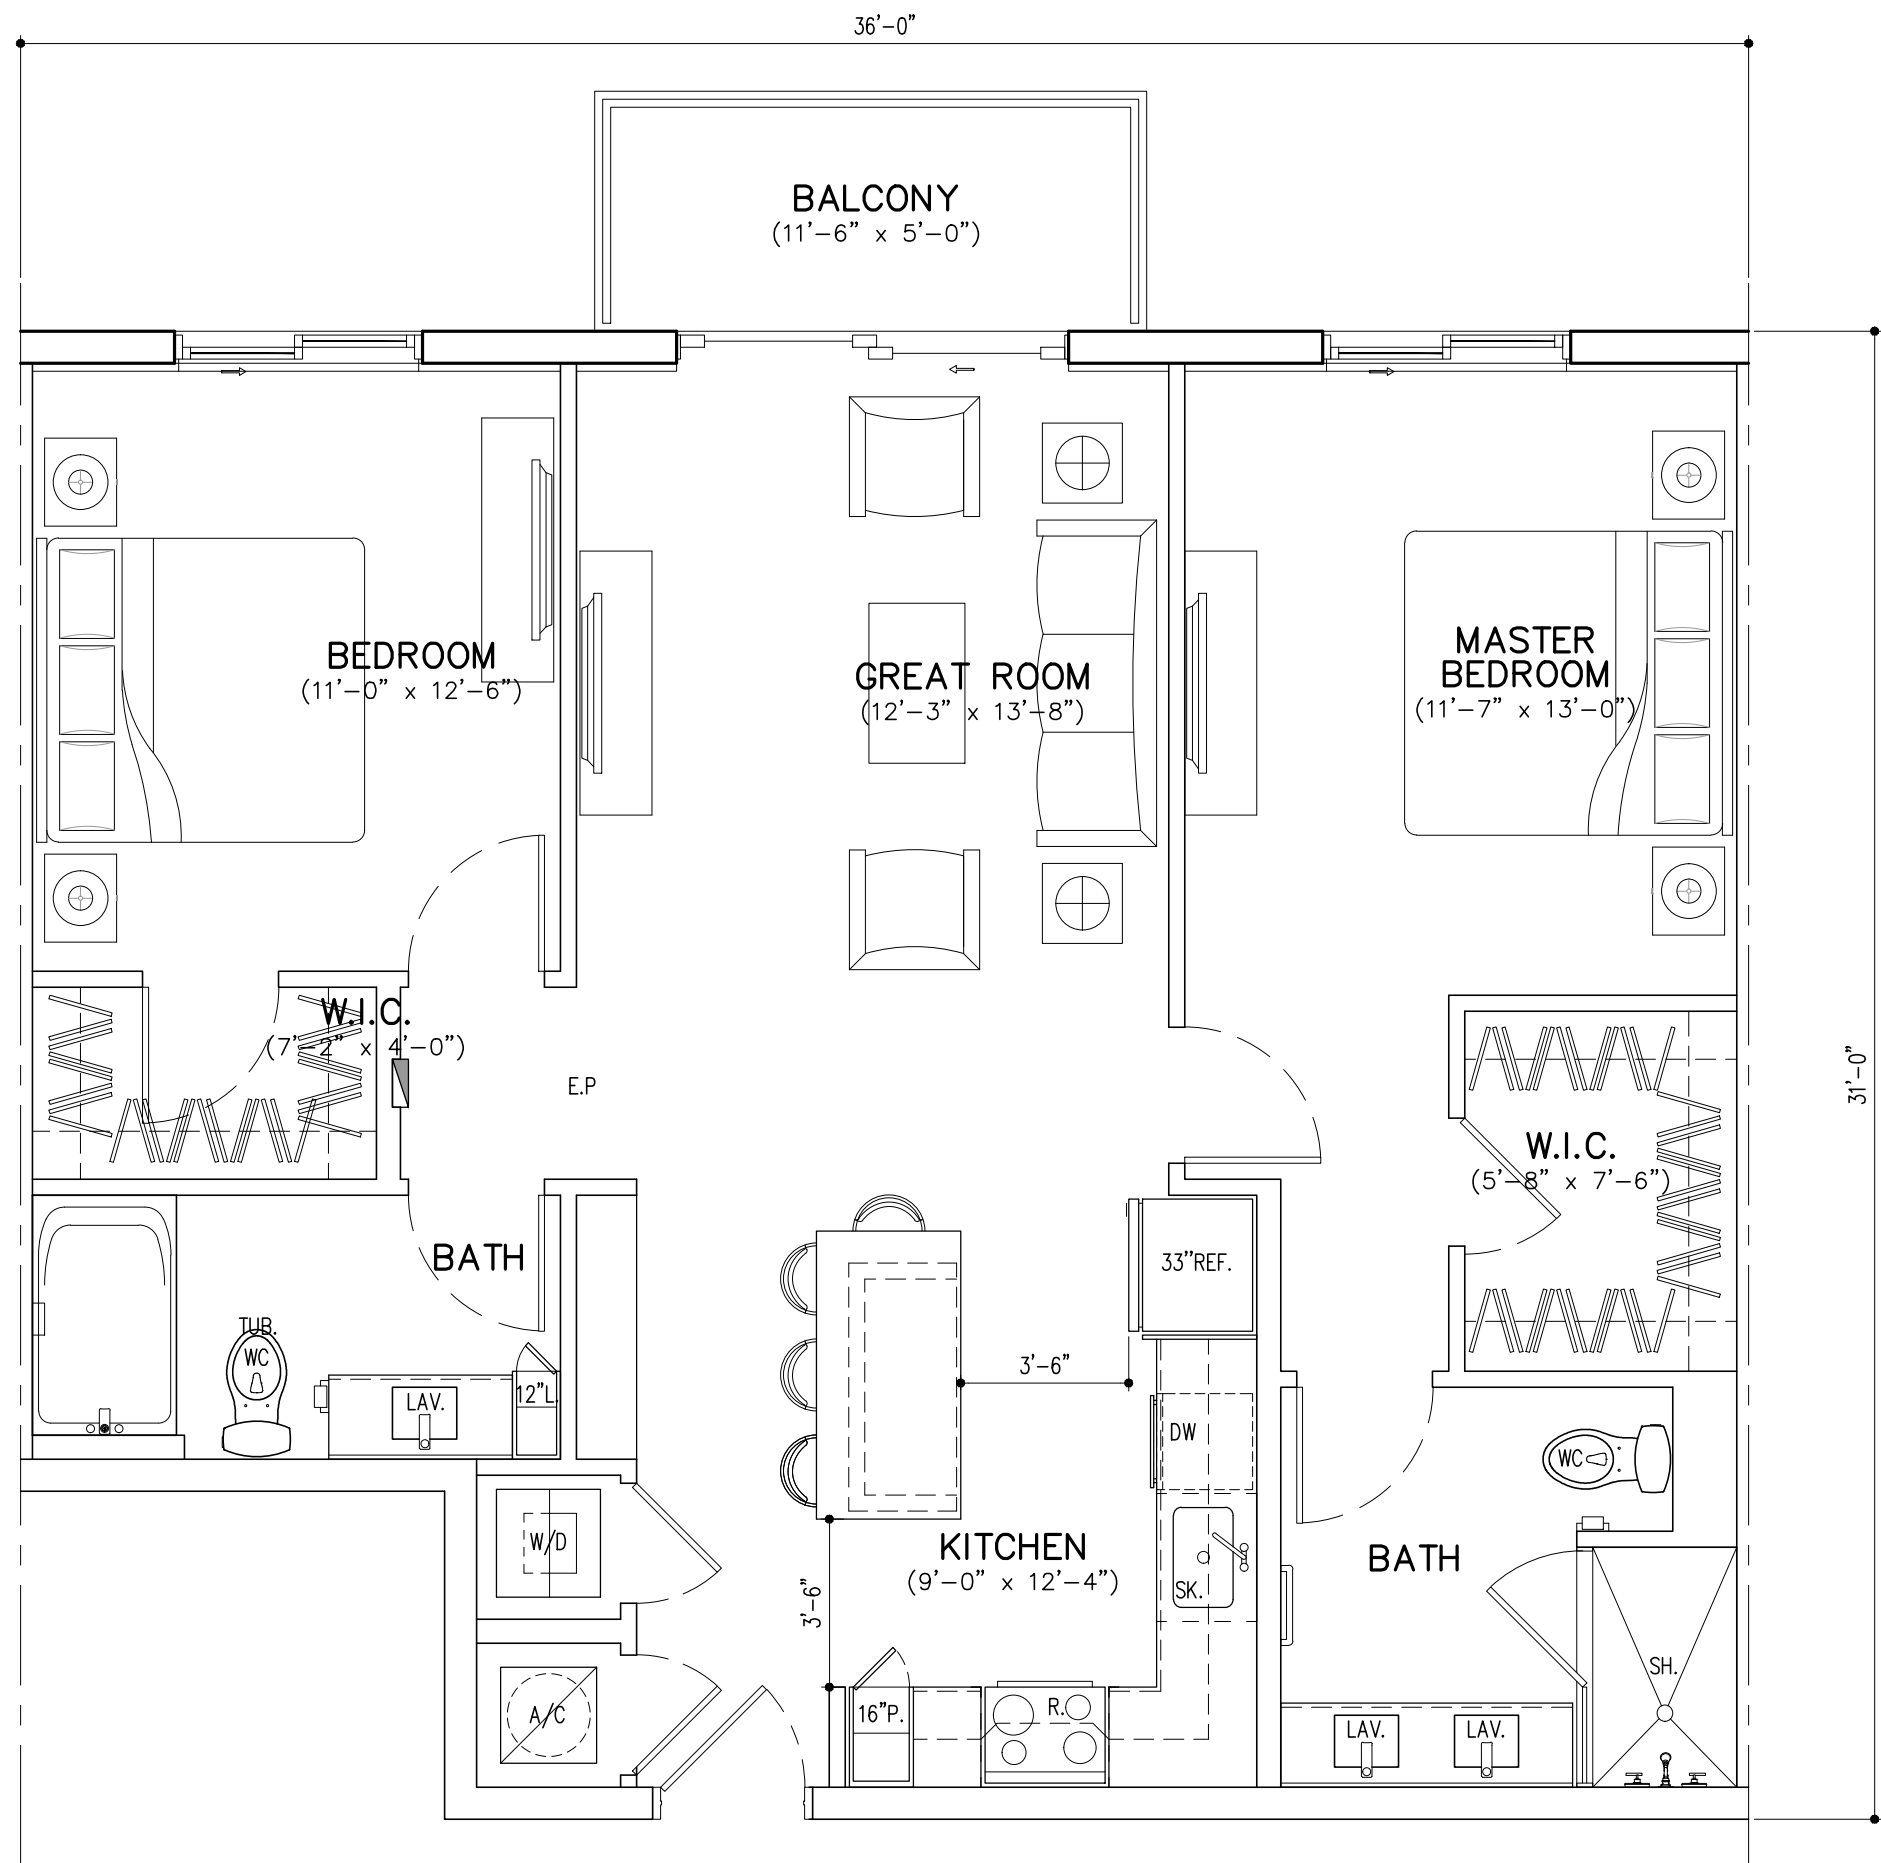 36'-0"
BALCONY
(11'-6" x 5'-0")
BEDROOM
(11'-0" x 12'-6")
GREAT ROOM
(12'-3" x 13'-8")
MASTER
BEDROOM
(11'-7" x 13'-0")
W.I.C.
(7'-2" x 4'-0")
E.P
31'-0"
W.I.C.
(5'-8" x 7'-6")
BATH
33"REF.
TUB.
WC
LAV.
12"L.
3'-6"
DW
WC
W/D
KITCHEN
(9'-0" x 12'-4")
SK.
BATH
3'-6"
SH.
A/C
16"P.
R.
LAV.
LAV.